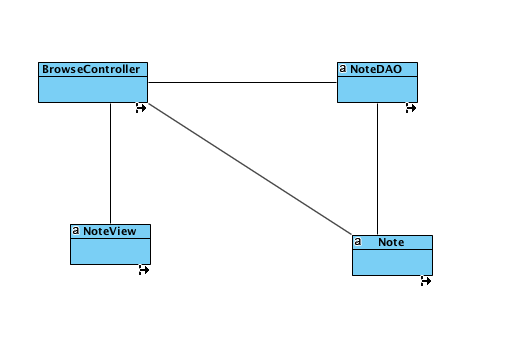 BrowseController
a NoteDAO
a NoteView
a Note